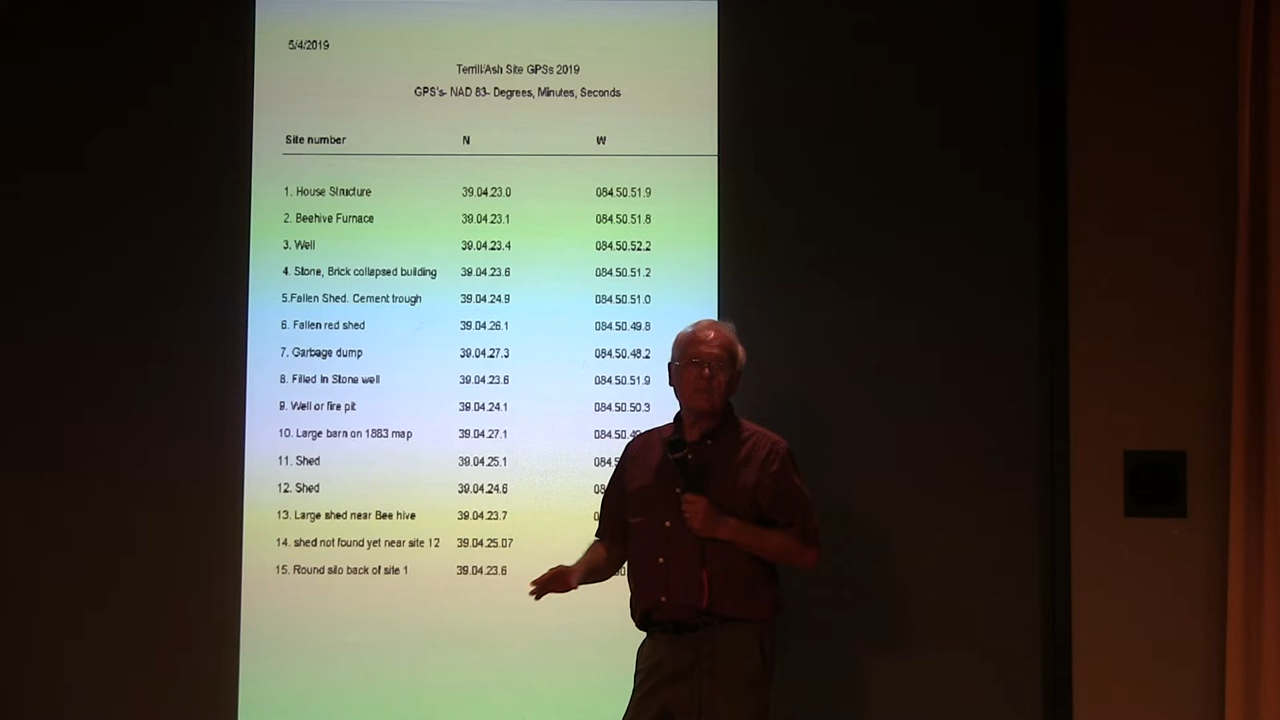 5/4/2019
Terrill/Ash Site GPSs 2019
GPS's- NAD 83- Degrees, Minutes, Seconds
Site number N W
1. House Structure 39.04.23.0 084.50.51.9
2. Beehive Furnace 39.04.23.1 084.50.51.8
3. Well 39.04.23.4 084.50.52.2
4. Stone, Brick collapsed building 39.04.23.6 084.50.51.2
5.Fallen Shed. Cement trough 39.04.24.9 084.50.51.0
6. Fallen red shed 39.04.26.1 084.50.49.8
7. Garbage dump 39.04.27.3 084.50.48.2
8. Filled In Stone well 39.04.23.6 084.50.51.9
9. Well or fire pit 39.04.24.1 084.50.50.3
10. Large barn on 1883 map 39.04.27.1 084.50.49
11. Shed 39.04.25.1 084.5
12. Shed 39.04.24.6 08
13. Large shed near Bee hive 39.04.23.7 0
14. shed not found yet near site 12 39.04.25.07
15. Round silo back of site 1 39.04.23.6